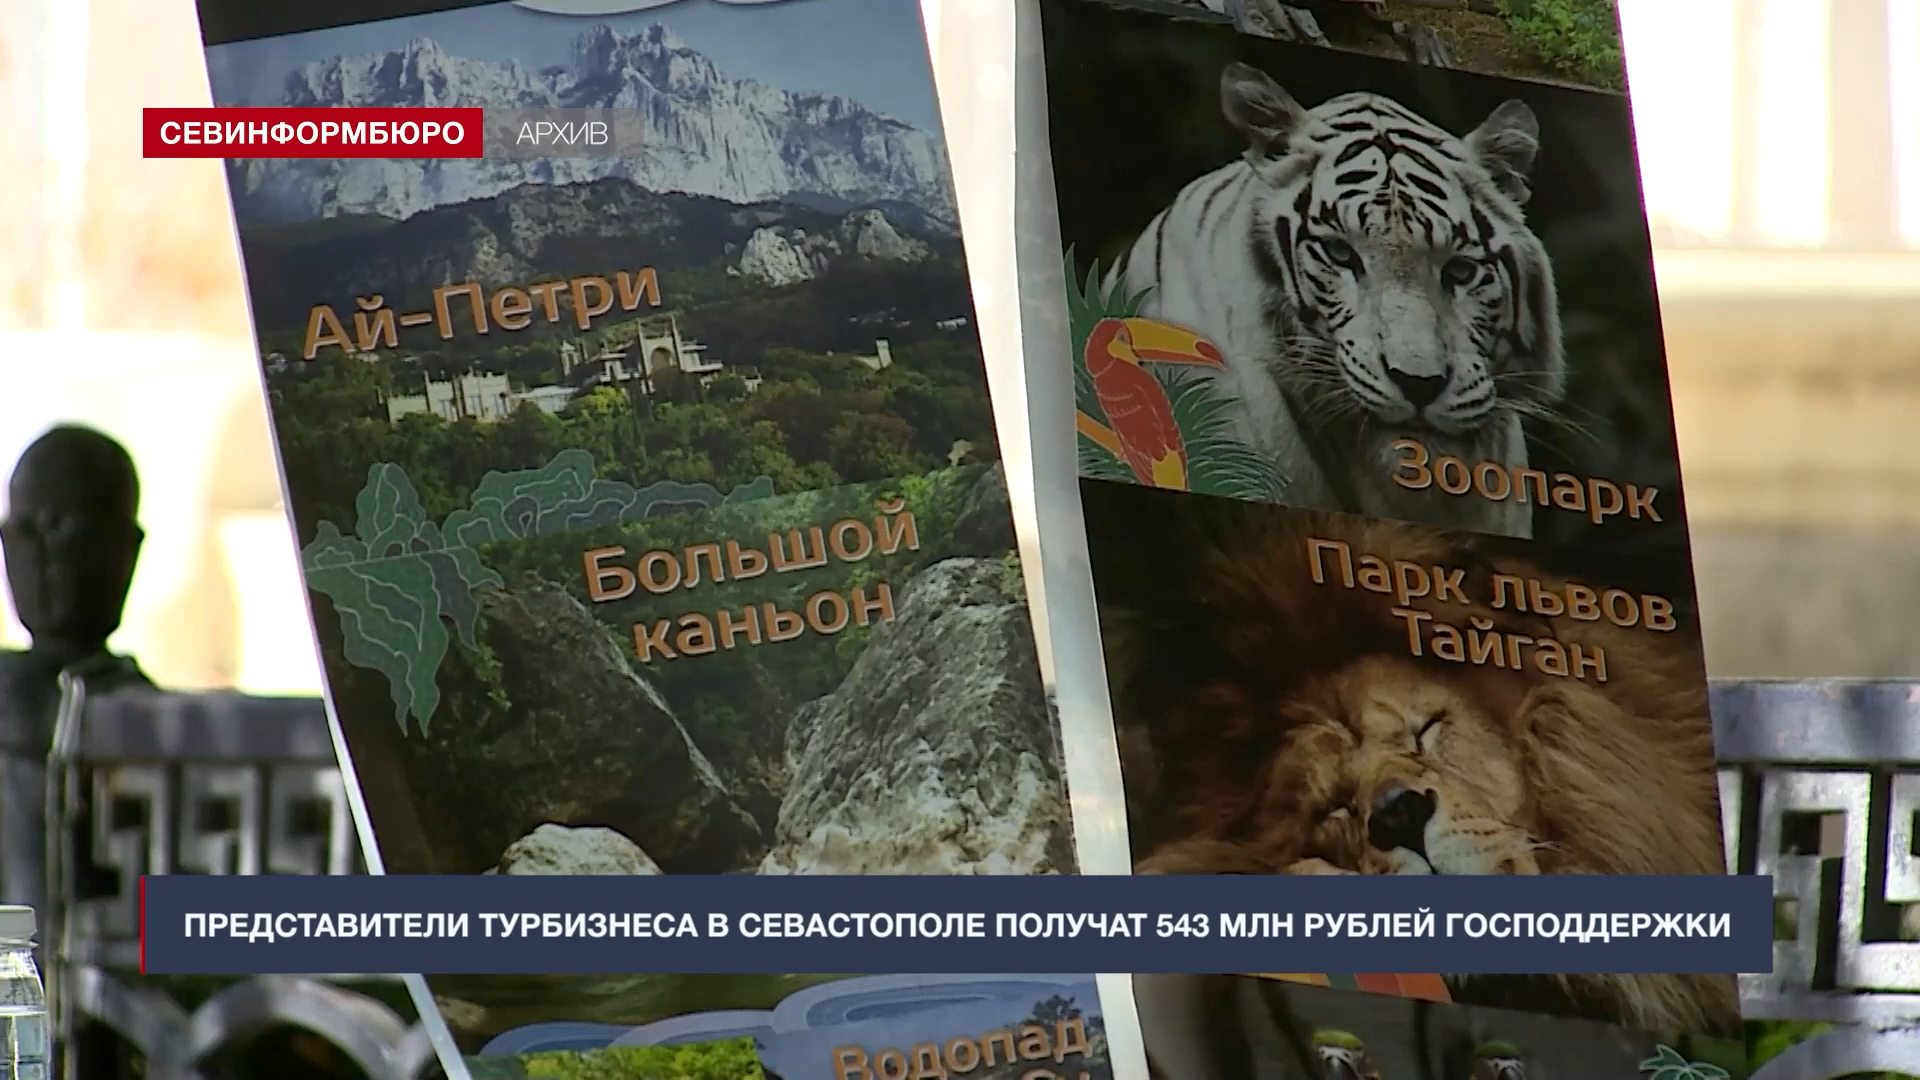 СЕВИНФОРМБЮРО АРХИВ
Ай-Петри
Большой
каньон
Зоопарк
Парк львов
Тайган
ПРЕДСТАВИТЕЛИ ТУРБИЗНЕСА В СЕВАСТОПОЛЕ ПОЛУЧАТ 543 МЛН РУБЛЕЙ ГОСПОДДЕРЖКИ
Водопад